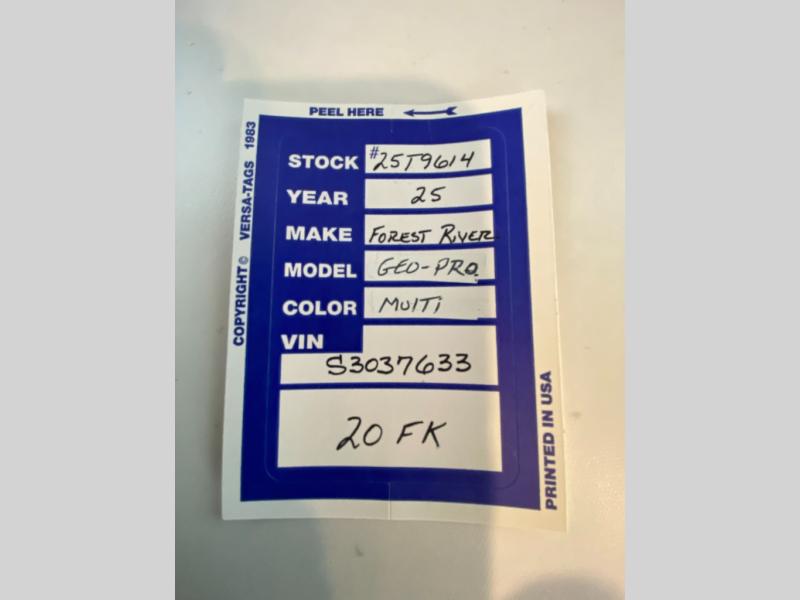 PEEL HERE
COPYRIGHT© VERSA-TAGS 1983
STOCK #25T9614
YEAR 25
MAKE FOREST RIVER
MODEL GEO-PRO
COLOR MULTI
VIN
S3037633
20 FK
PRINTED IN USA